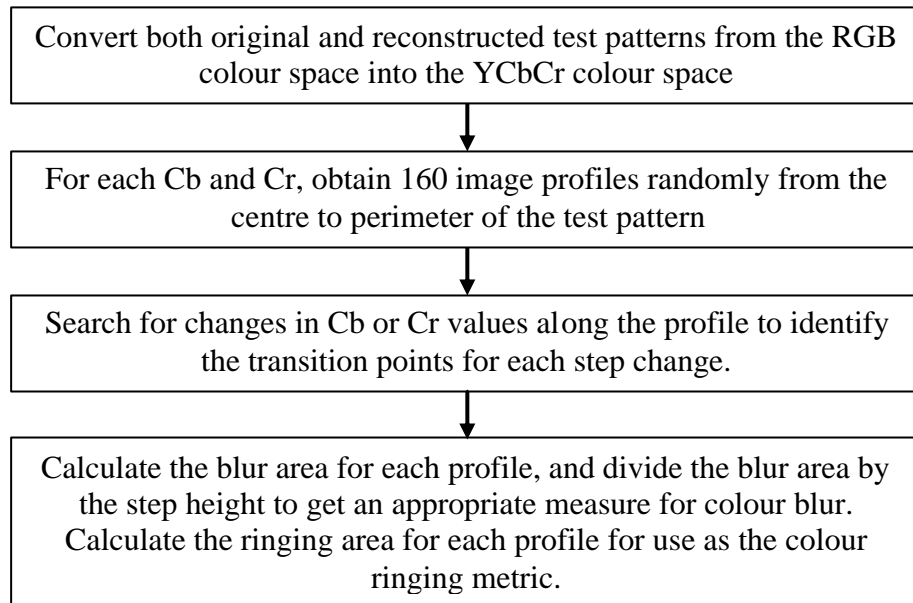 Convert both original and reconstructed test patterns from the RGB
colour space into the YCbCr colour space
For each Cb and Cr, obtain 160 image profiles randomly from the
centre to perimeter of the test pattern
Search for changes in Cb or Cr values along the profile to identify
the transition points for each step change.
Calculate the blur area for each profile, and divide the blur area by
the step height to get an appropriate measure for colour blur.
Calculate the ringing area for each profile for use as the colour
ringing metric.